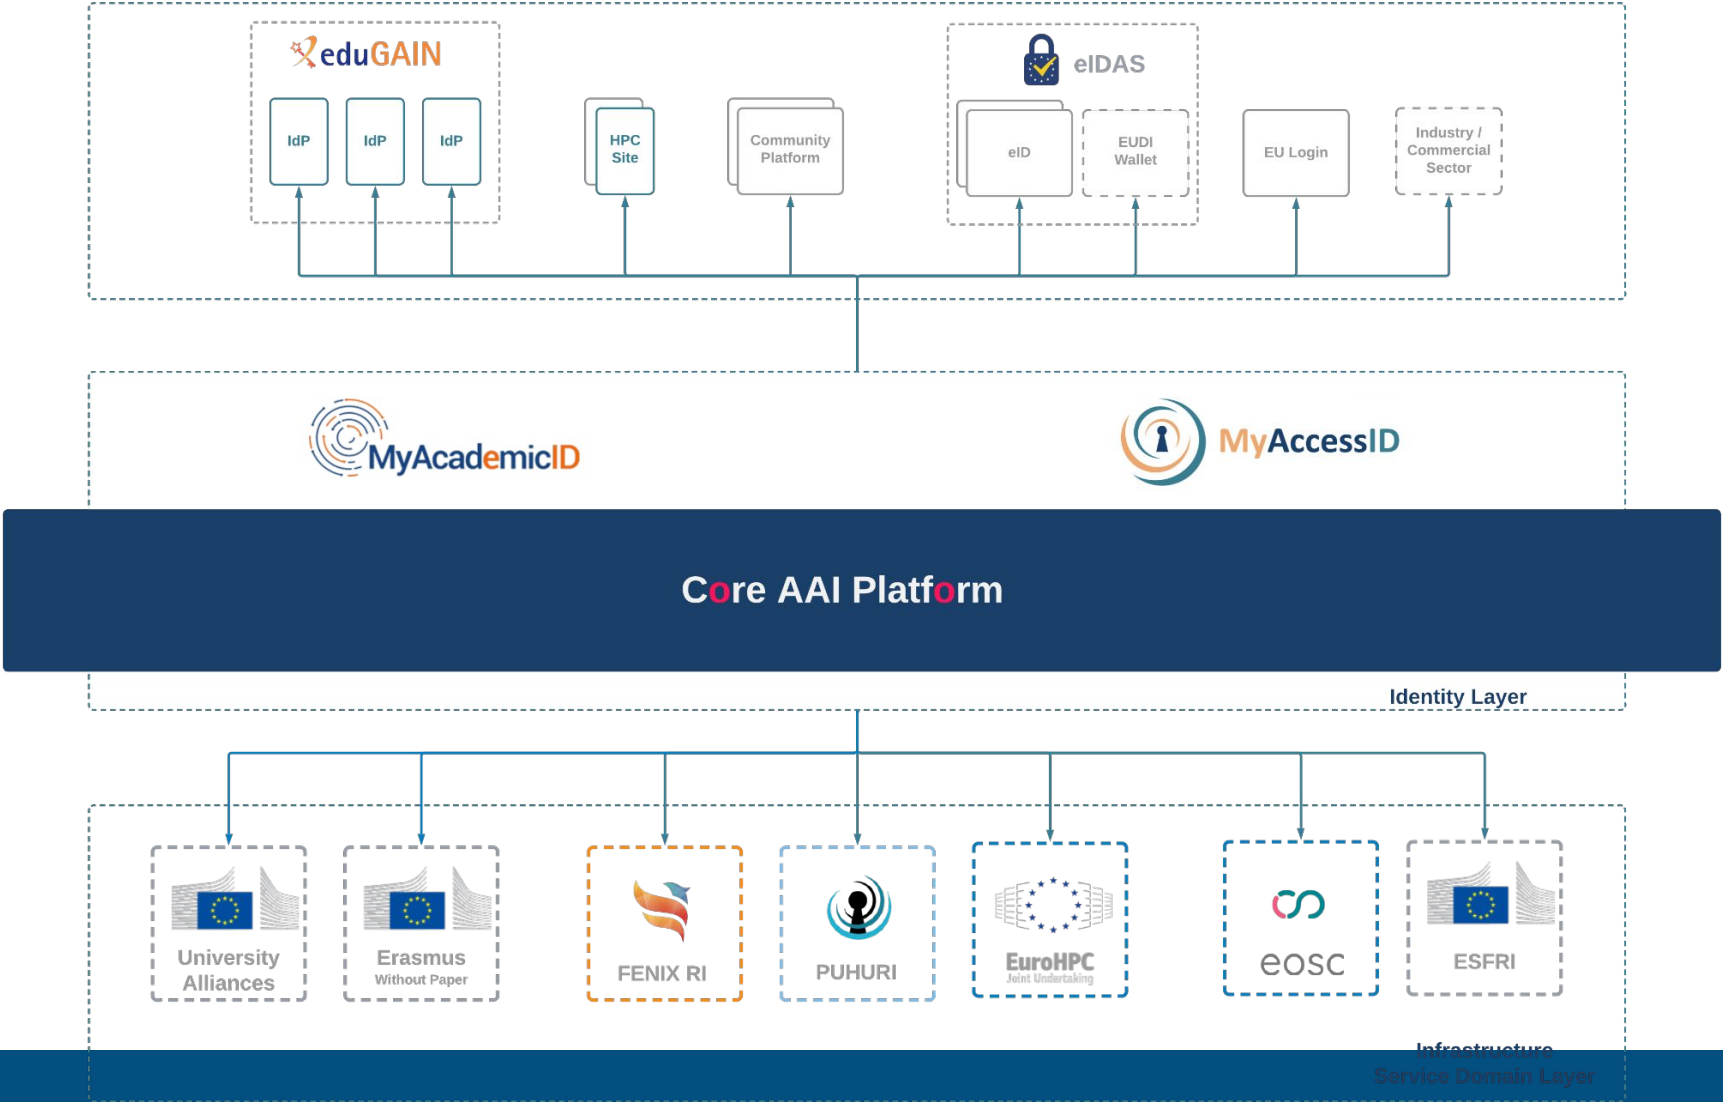 eduGAIN
eIDAS
IdP
IdP
IdP
HPC
Site
Community
Platform
eID
EUDI
Wallet
EU Login
Industry /
Commercial
Sector
MyAcademicID
MyAccessID
Core AAI Platform
Identity Layer
University
Alliances
Erasmus
Without Paper
FENIX RI
PUHURI
EuroHPC
Joint Undertaking
eosc
ESFRI
Infrastructure
Service Domain Layer